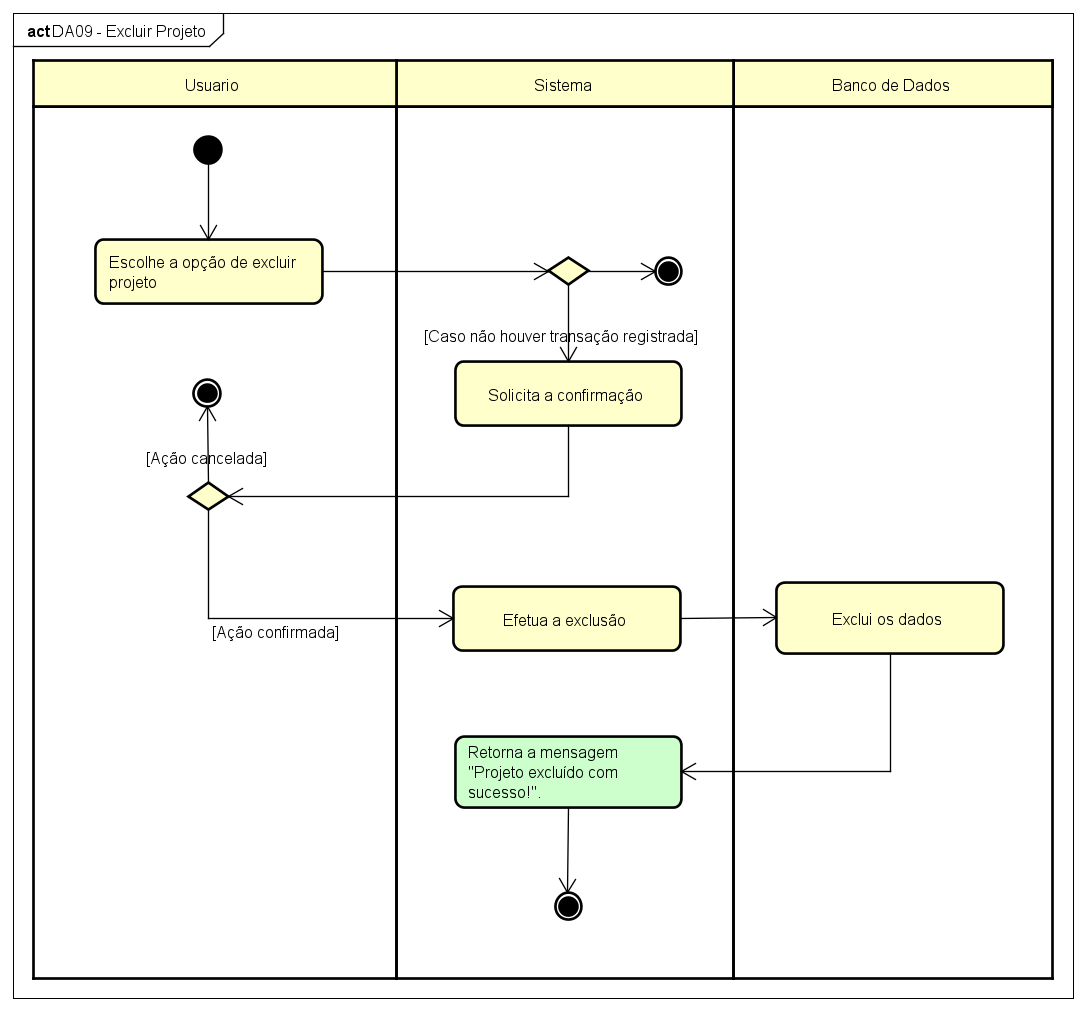 act DA09 - Excluir Projeto
Usuario
Sistema
Banco de Dados
Escolhe a opção de excluir
projeto
[Caso não houver transação registrada]
Solicita a confirmação
[Ação cancelada]
[Ação confirmada]
Efetua a exclusão
Exclui os dados
Retorna a mensagem
"Projeto excluído com
sucesso!".